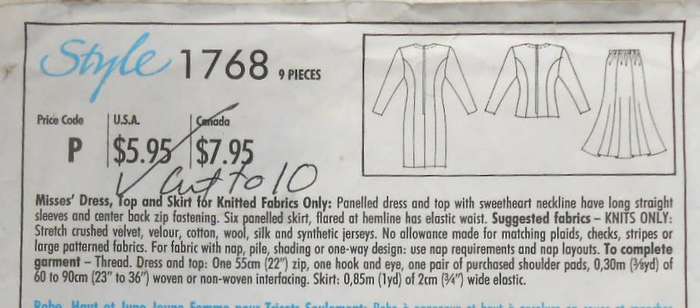 Style 1768 9 PIECES
Price Code U.S.A. Canada
P $5.95 $7.95
✓ cut to 10
Misses' Dress, Top and Skirt for Knitted Fabrics Only: Panelled dress and top with sweetheart neckline have long straight
sleeves and center back zip fastening. Six panelled skirt, flared at hemline has elastic waist. Suggested fabrics – KNITS ONLY:
Stretch crushed velvet, velour, cotton, wool, silk and synthetic jerseys. No allowance made for matching plaids, checks, stripes or
large patterned fabrics. For fabric with nap, pile, shading or one-way design: use nap requirements and nap layouts. To complete
garment – Thread. Dress and top: One 55cm (22") zip, one hook and eye, one pair of purchased shoulder pads, 0,30m (⅜yd) of
60 to 90cm (23" to 36") woven or non-woven interfacing. Skirt: 0,85m (1yd) of 2cm (¾") wide elastic.